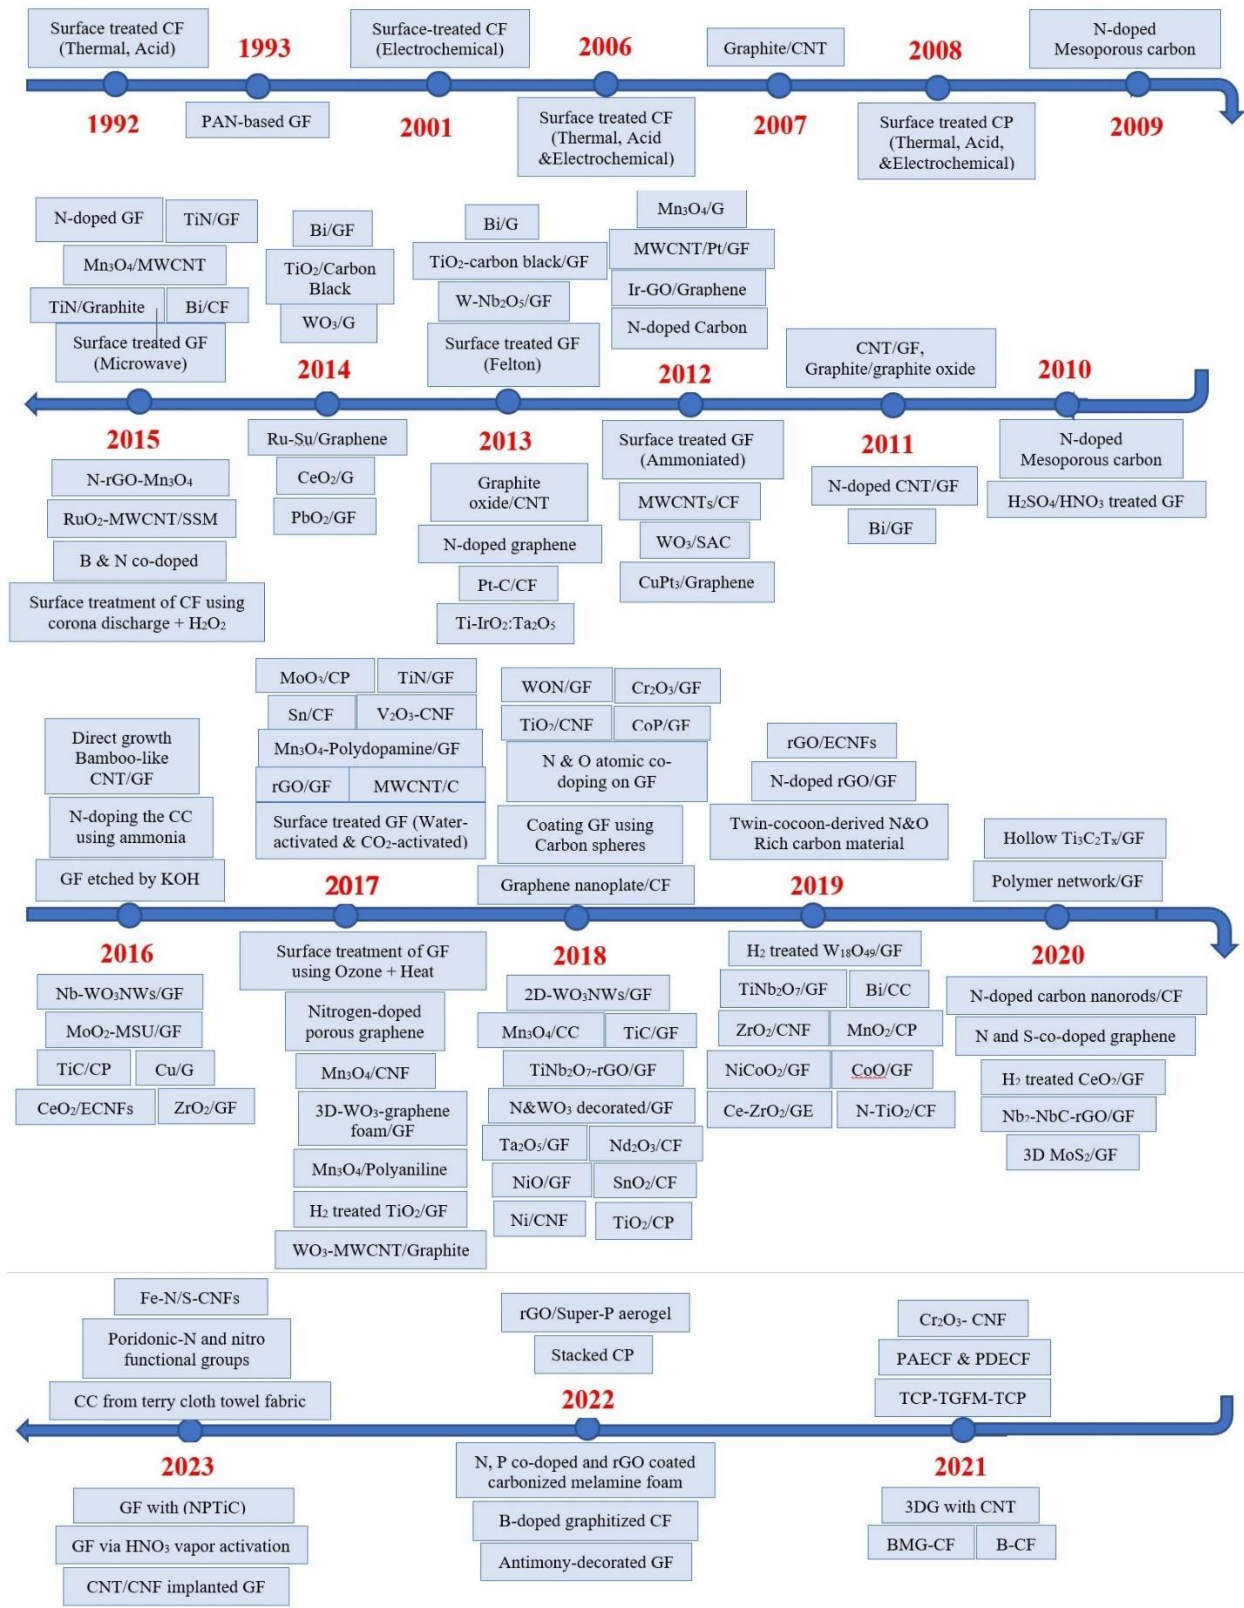 Surface treated CF
(Thermal, Acid)
1993
Surface-treated CF
(Electrochemical)
2006
Graphite/CNT
2008
N-doped
Mesoporous carbon
1992
PAN-based GF
2001
Surface treated CF
(Thermal, Acid
&Electrochemical)
2007
Surface treated CP
(Thermal, Acid,
&Electrochemical)
2009
N-doped GF
TiN/GF
Mn₃O₄/MWCNT
TiN/Graphite
Bi/CF
Surface treated GF
(Microwave)
Bi/GF
TiO₂/Carbon
Black
WO₃/G
2014
Bi/G
TiO₂-carbon black/GF
W-Nb₂O₅/GF
Surface treated GF
(Felton)
Mn₃O₄/G
MWCNT/Pt/GF
Ir-GO/Graphene
N-doped Carbon
2012
CNT/GF,
Graphite/graphite oxide
2010
2015
N-rGO-Mn₃O₄
RuO₂-MWCNT/SSM
B & N co-doped
Surface treatment of CF using
corona discharge + H₂O₂
Ru-Su/Graphene
CeO₂/G
PbO₂/GF
2013
Graphite
oxide/CNT
N-doped graphene
Pt-C/CF
Ti-IrO₂:Ta₂O₅
Surface treated GF
(Ammoniated)
MWCNTs/CF
WO₃/SAC
CuPt₃/Graphene
2011
N-doped CNT/GF
Bi/GF
N-doped
Mesoporous carbon
H₂SO₄/HNO₃ treated GF
Direct growth
Bamboo-like
CNT/GF
N-doping the CC
using ammonia
GF etched by KOH
MoO₃/CP
TiN/GF
Sn/CF
V₂O₃-CNF
Mn₃O₄-Polydopamine/GF
rGO/GF
MWCNT/C
Surface treated GF (Water-
activated & CO₂-activated)
2017
WON/GF
Cr₂O₃/GF
TiO₂/CNF
CoP/GF
N & O atomic co-
doping on GF
Coating GF using
Carbon spheres
Graphene nanoplate/CF
rGO/ECNFs
N-doped rGO/GF
Twin-cocoon-derived N&O
Rich carbon material
2019
Hollow Ti₃C₂Tₓ/GF
Polymer network/GF
2016
Nb-WO₃NWs/GF
MoO₂-MSU/GF
TiC/CP
Cu/G
CeO₂/ECNFs
ZrO₂/GF
Surface treatment of GF
using Ozone + Heat
Nitrogen-doped
porous graphene
Mn₃O₄/CNF
3D-WO₃-graphene
foam/GF
Mn₃O₄/Polyaniline
H₂ treated TiO₂/GF
WO₃-MWCNT/Graphite
2018
2D-WO₃NWs/GF
Mn₃O₄/CC
TiC/GF
TiNb₂O₇-rGO/GF
N&WO₃ decorated/GF
Ta₂O₅/GF
Nd₂O₃/CF
NiO/GF
SnO₂/CF
Ni/CNF
TiO₂/CP
H₂ treated W₁₈O₄₉/GF
TiNb₂O₇/GF
Bi/CC
ZrO₂/CNF
MnO₂/CP
NiCoO₂/GF
CoO/GF
Ce-ZrO₂/GE
N-TiO₂/CF
2020
N-doped carbon nanorods/CF
N and S-co-doped graphene
H₂ treated CeO₂/GF
Nb₂-NbC-rGO/GF
3D MoS₂/GF
Fe-N/S-CNFs
Poridonic-N and nitro
functional groups
CC from terry cloth towel fabric
rGO/Super-P aerogel
Stacked CP
2022
Cr₂O₃- CNF
PAECF & PDECF
TCP-TGFM-TCP
2023
GF with (NPTiC)
GF via HNO₃ vapor activation
CNT/CNF implanted GF
N, P co-doped and rGO coated
carbonized melamine foam
B-doped graphitized CF
Antimony-decorated GF
2021
3DG with CNT
BMG-CF
B-CF